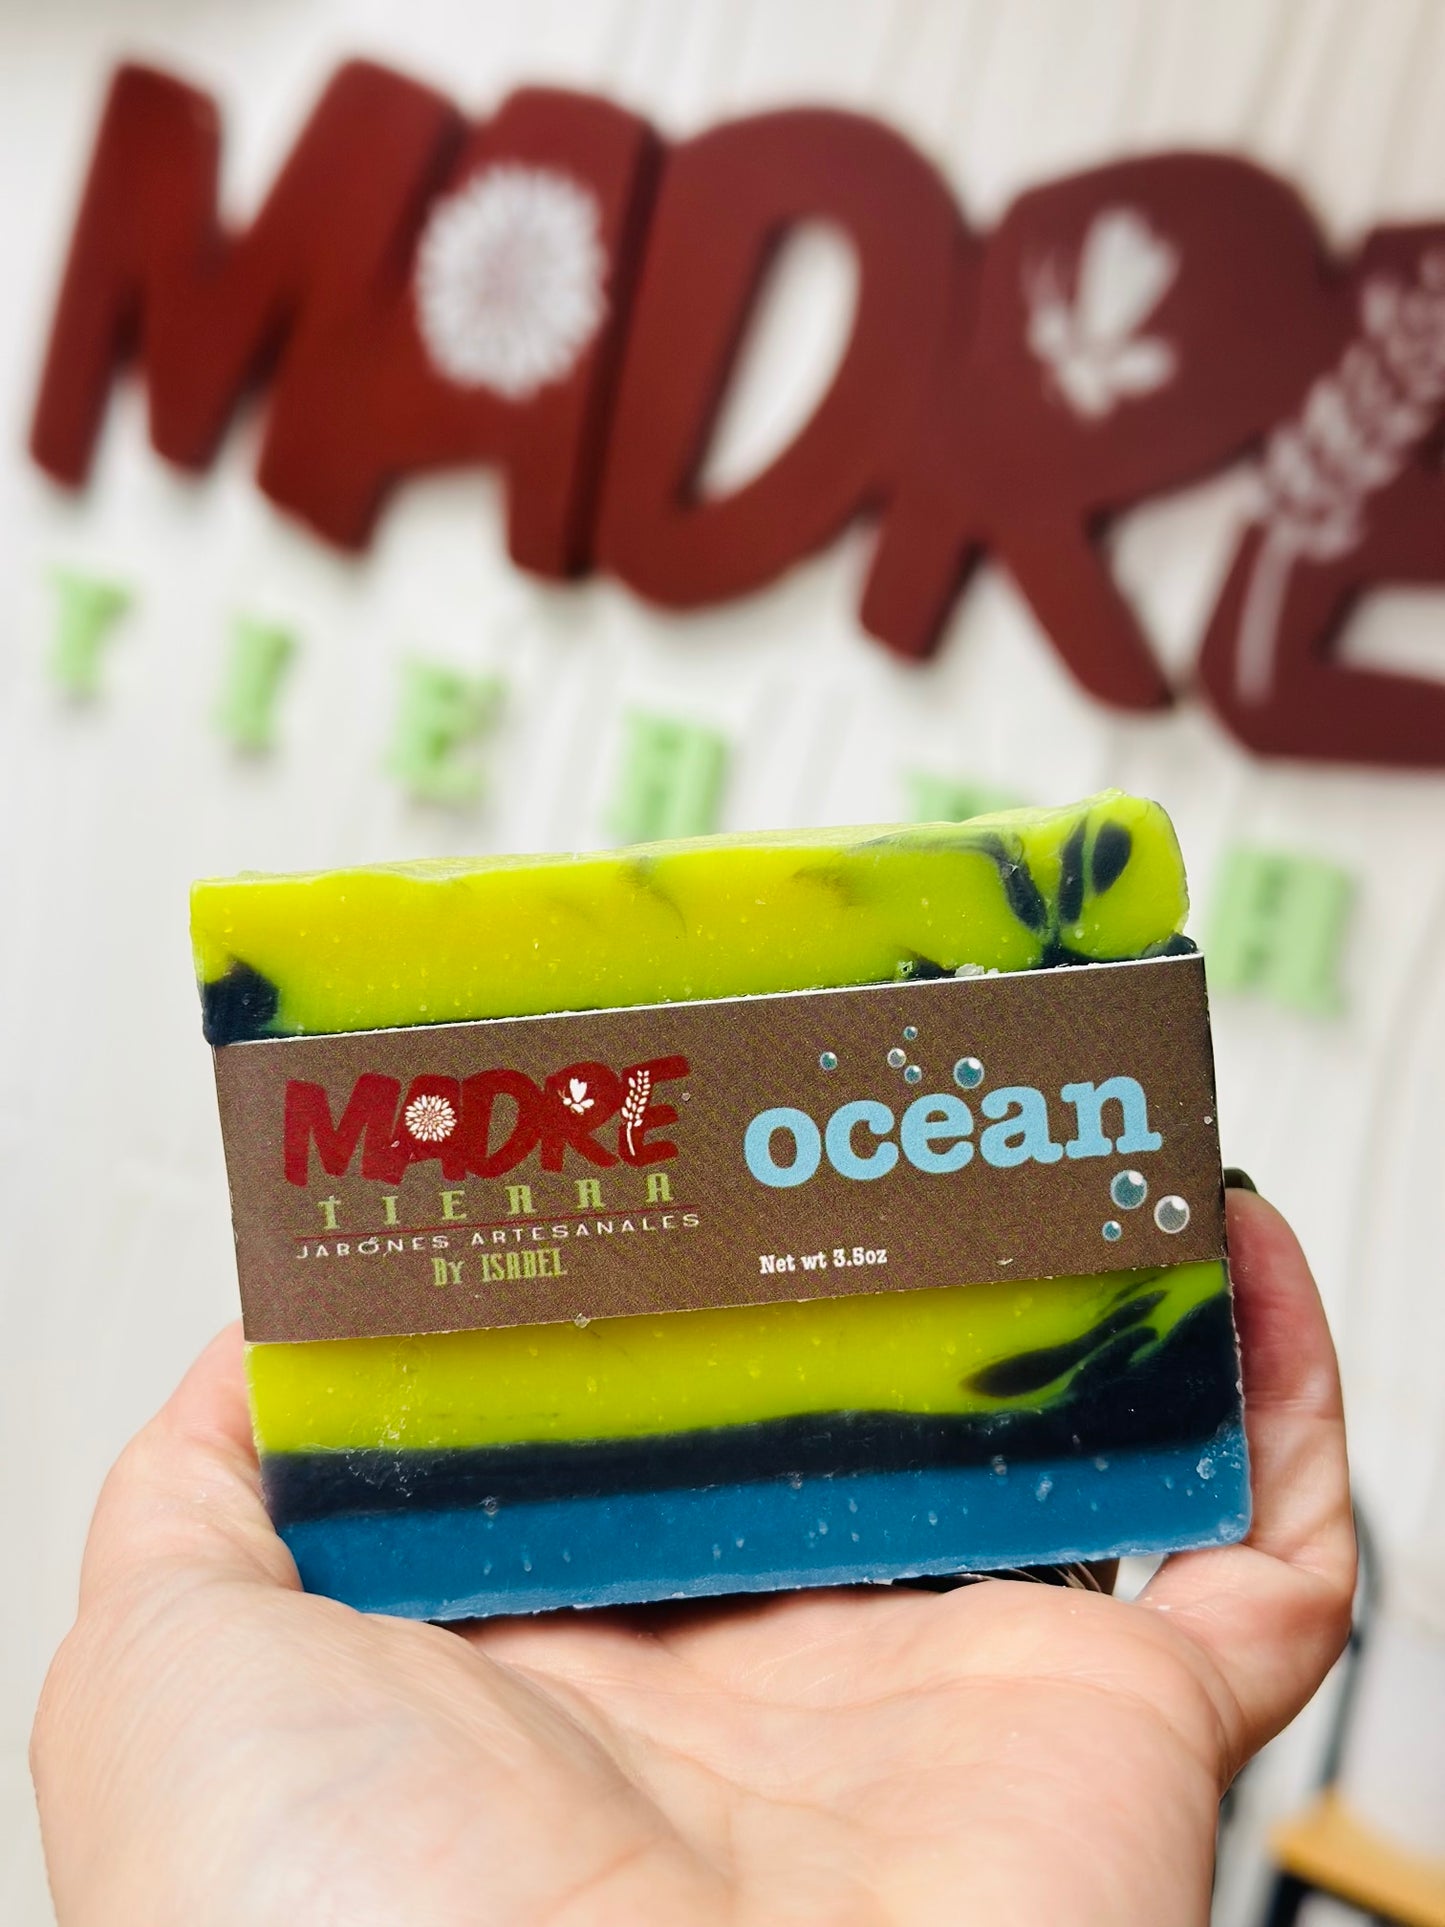 MADRE
TIERRA
MADRE
TIERRA
JABONES ARTESANALES
By ISABEL
ocean
Net wt 3.5oz